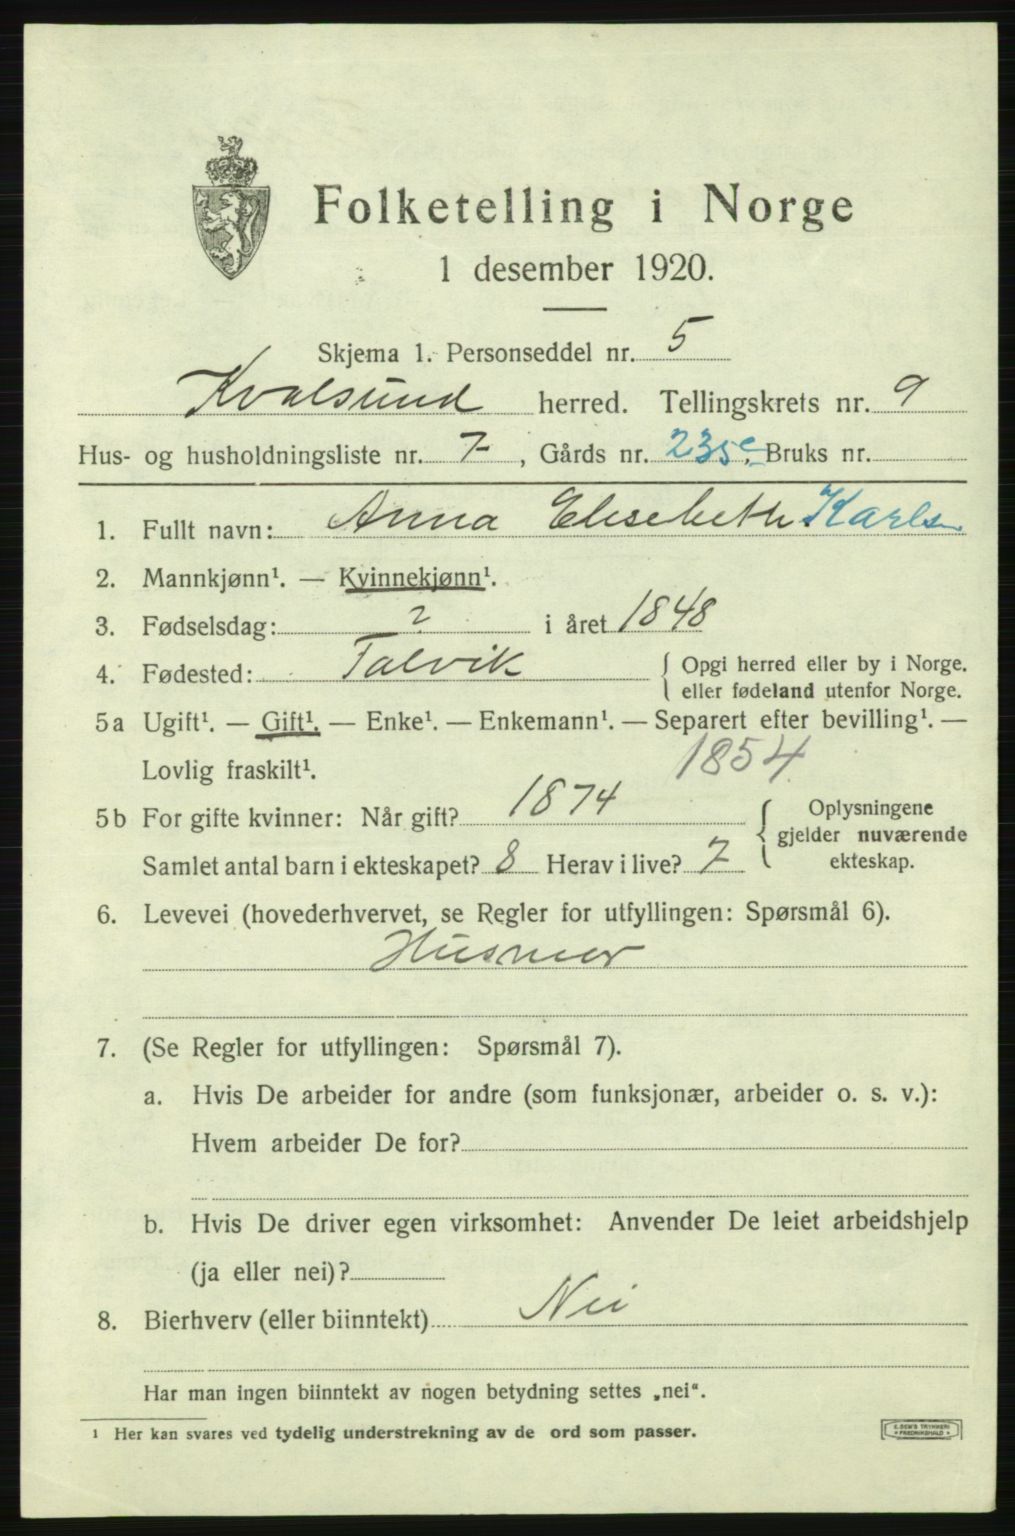 Folketelling i Norge
1 desember 1920.
Skjema 1. Personseddel nr. 5
Kvalsund herred. Tellingskrets nr. 9
Hus- og husholdningsliste nr. 7, Gårds nr. 235c, Bruks nr.
1. Fullt navn: Anna Elisebeth Karlsen
2. Mannkjønn¹. — Kvinnekjønn¹.
3. Fødselsdag: ? i året 1848
4. Fødested: Talvik { Opgi herred eller by i Norge.
eller fødeland utenfor Norge.
5a Ugift¹. — Gift¹. — Enke¹. — Enkemann¹. — Separert efter bevilling¹. —
Lovlig fraskilt¹. 1854
5b For gifte kvinner: Når gift? 1874 { Oplysningene
gjelder nuværende
Samlet antal barn i ekteskapet? 8 Herav i live? 7 ekteskap.
6. Levevei (hovederhvervet, se Regler for utfyllingen: Spørsmål 6).
Husmor
7. (Se Regler for utfyllingen: Spørsmål 7).
a. Hvis De arbeider for andre (som funksjonær, arbeider o. s. v.):
Hvem arbeider De for?
b. Hvis De driver egen virksomhet: Anvender De leiet arbeidshjelp
(ja eller nei)?
8. Bierhverv (eller biinntekt) Nei
Har man ingen biinntekt av nogen betydning settes „nei“.
¹ Her kan svares ved tydelig understrekning av de ord som passer.
E. SEM'S TRYKKERI
FREDRIKSHALD